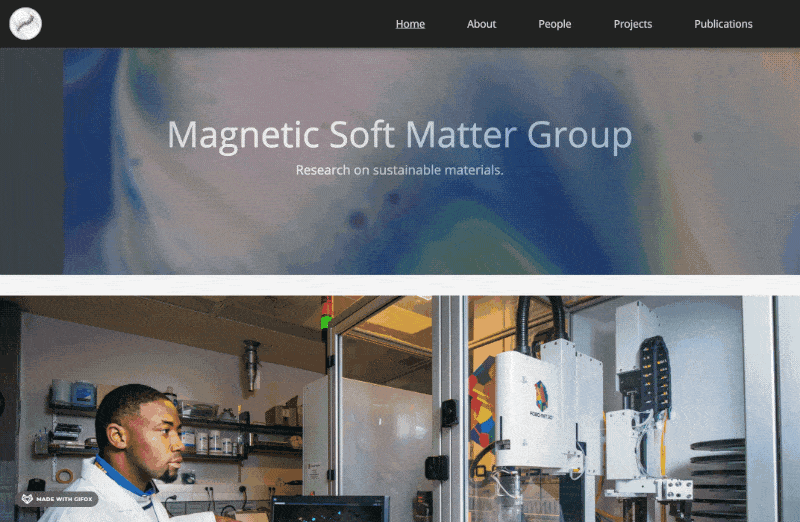 Home
About
People
Projects
Publications
Magnetic Soft Matter Group
Research on sustainable materials.
MADE WITH GIFOX